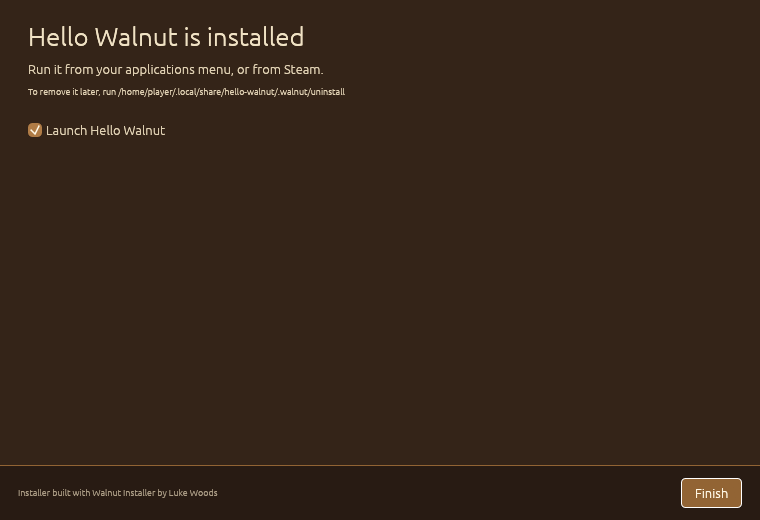 Hello Walnut is installed
Run it from your applications menu, or from Steam.
To remove it later, run /home/player/.local/share/hello-walnut/.walnut/uninstall
Launch Hello Walnut
Installer built with Walnut Installer by Luke Woods
Finish